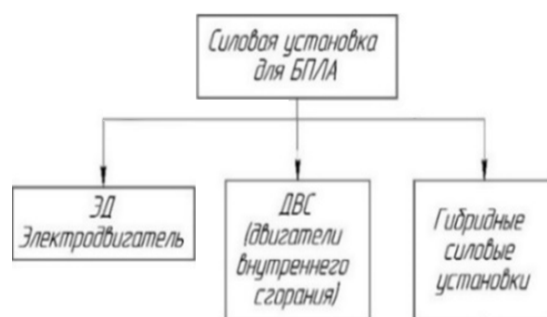 Силовая установка
для БПЛА
ЭД
Электродвигатель
ДВС
(двигатели
внутреннего
сгорания)
Гибридные
силовые
установки